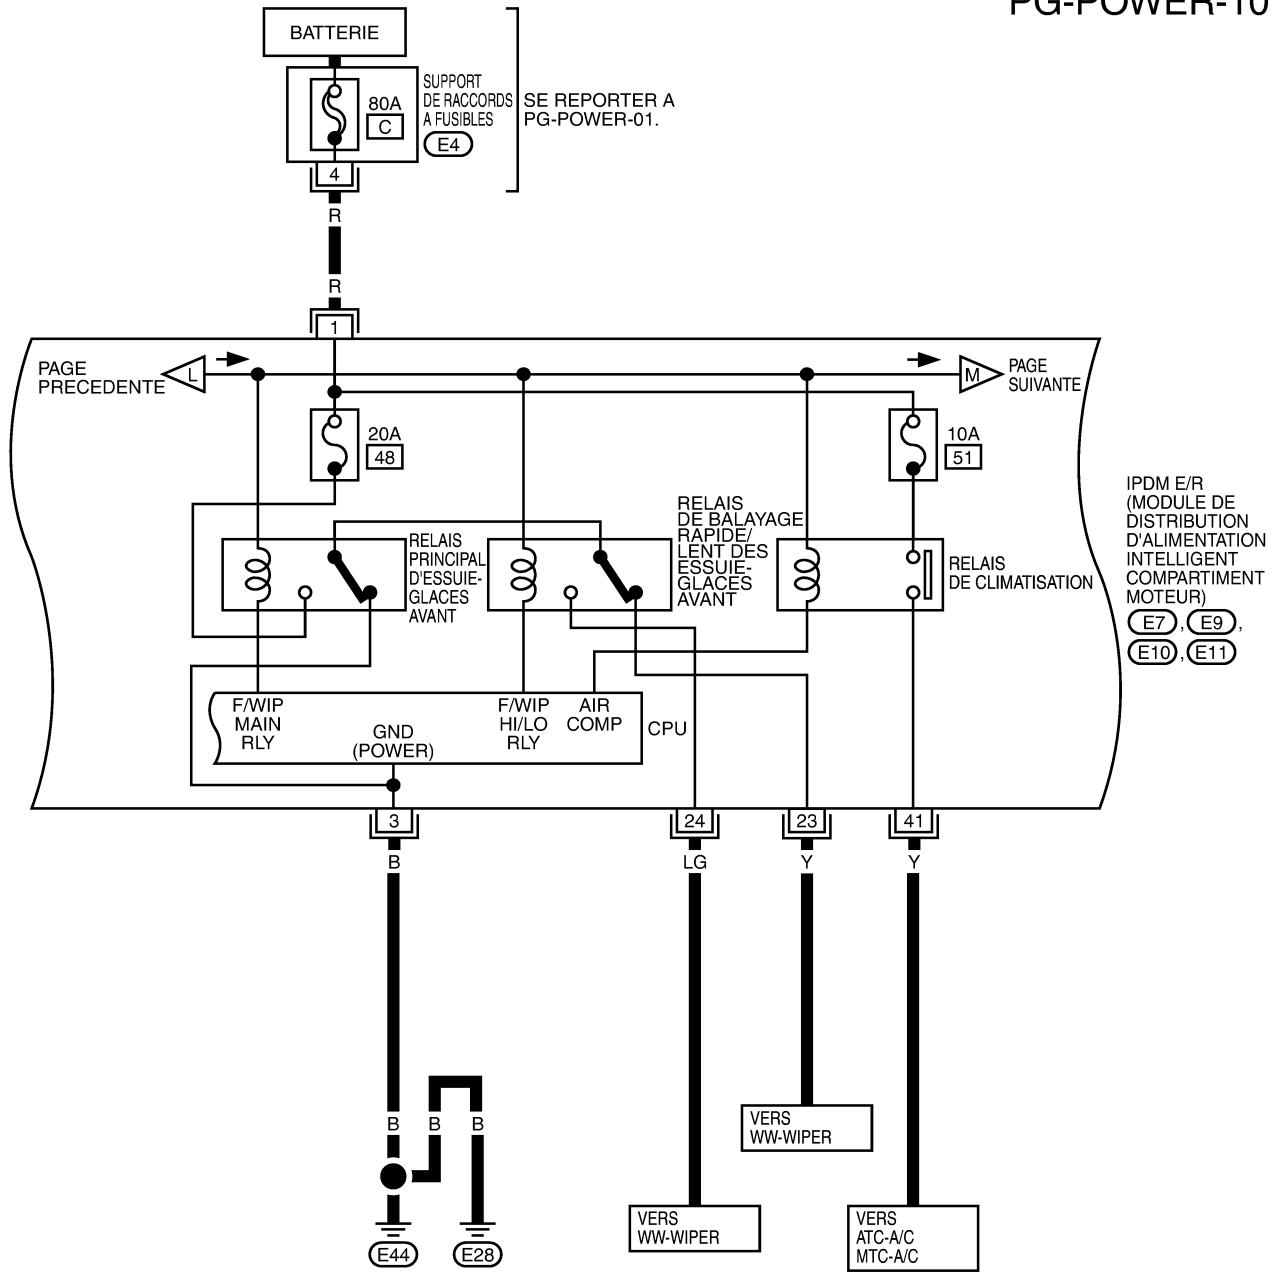 PG-POWER-10
BATTERIE
80A
C
SUPPORT
DE RACCORDS
A FUSIBLES
E4
SE REPORTER A
PG-POWER-01.
4
R
R
1
PAGE
PRECEDENTE
L
M
PAGE
SUIVANTE
20A
48
10A
51
RELAIS
PRINCIPAL
D'ESSUIE-
GLACES
AVANT
RELAIS
DE BALAYAGE
RAPIDE/
LENT DES
ESSUIE-
GLACES
AVANT
RELAIS
DE CLIMATISATION
IPDM E/R
(MODULE DE
DISTRIBUTION
D'ALIMENTATION
INTELLIGENT
COMPARTIMENT
MOTEUR)
E7 , E9 ,
E10 , E11
F/WIP
MAIN
RLY
GND
(POWER)
F/WIP
HI/LO
RLY
AIR
COMP
CPU
3
24
23
41
B
LG
Y
Y
B
B
B
VERS
WW-WIPER
VERS
WW-WIPER
VERS
ATC-A/C
MTC-A/C
E44
E28